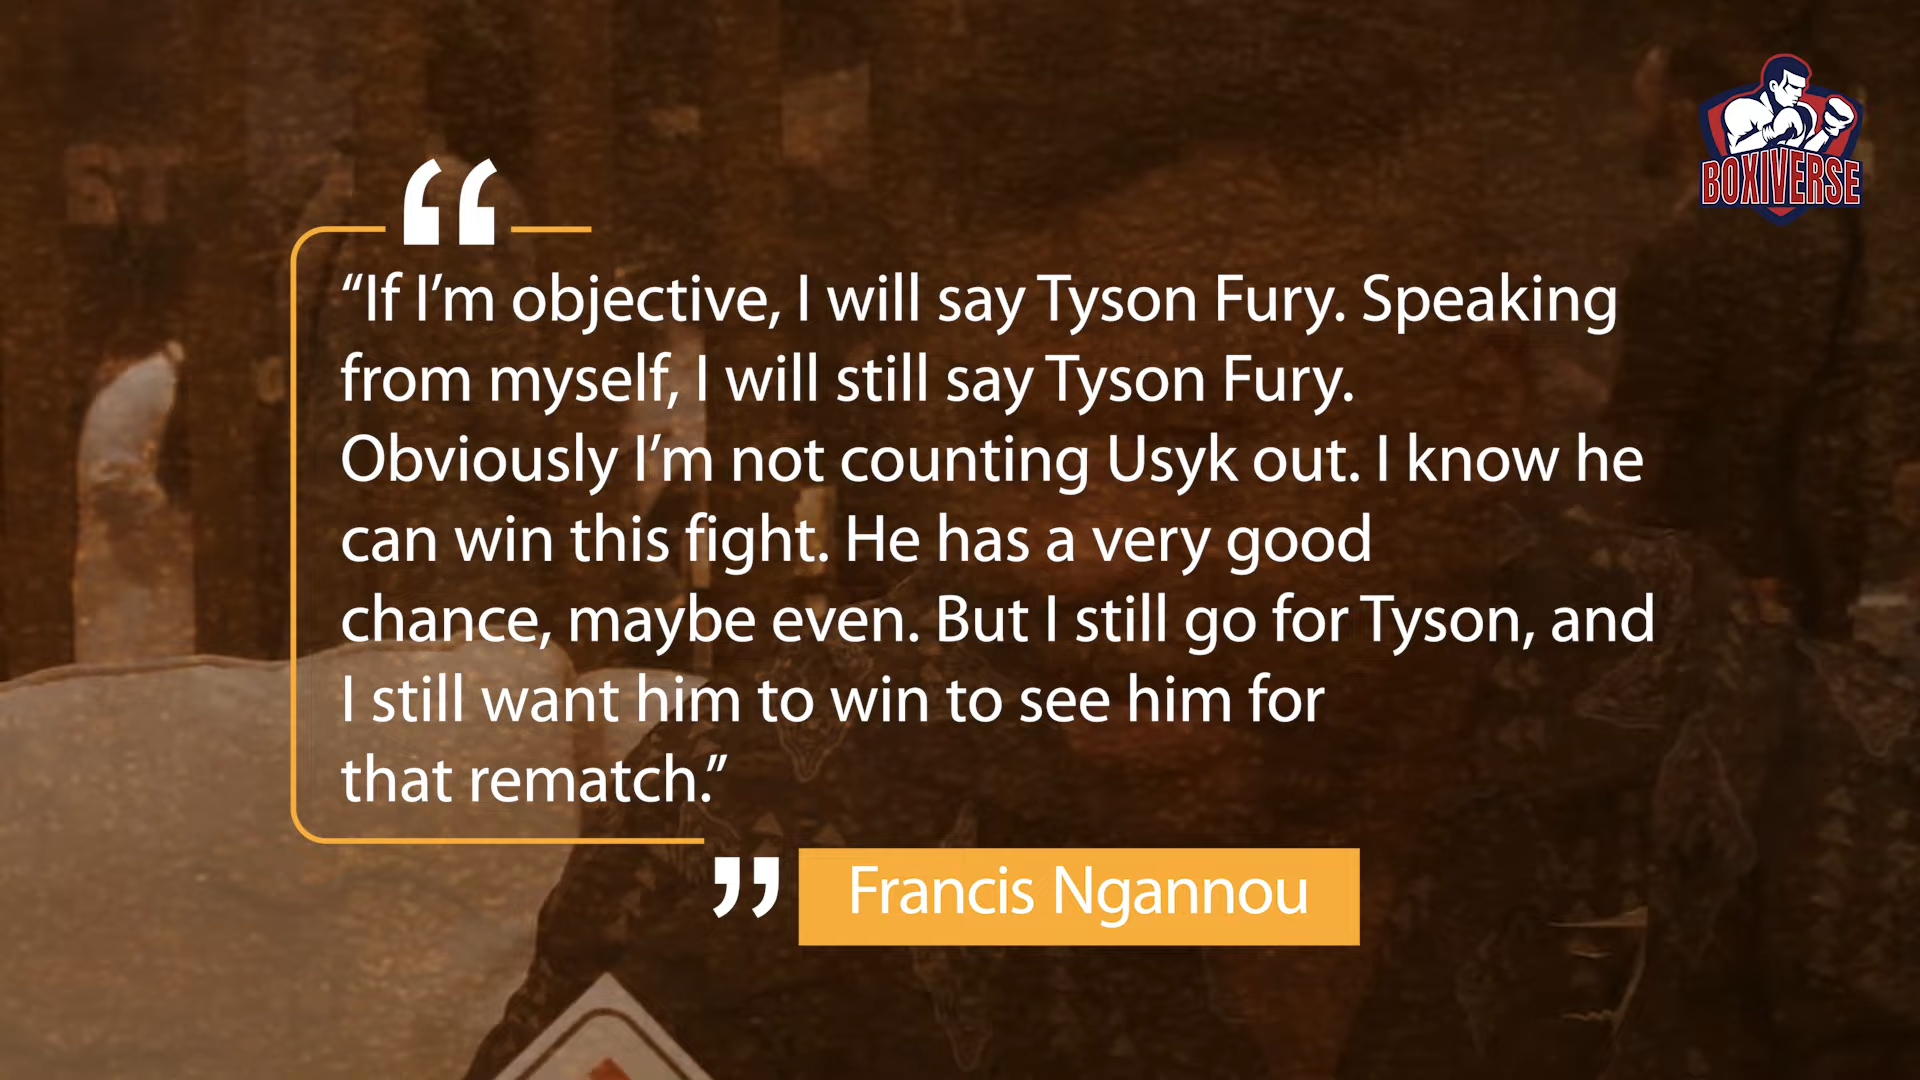 BOXIVERSE
“
“If I’m objective, I will say Tyson Fury. Speaking
from myself, I will still say Tyson Fury.
Obviously I’m not counting Usyk out. I know he
can win this fight. He has a very good
chance, maybe even. But I still go for Tyson, and
I still want him to win to see him for
that rematch.”
”
Francis Ngannou